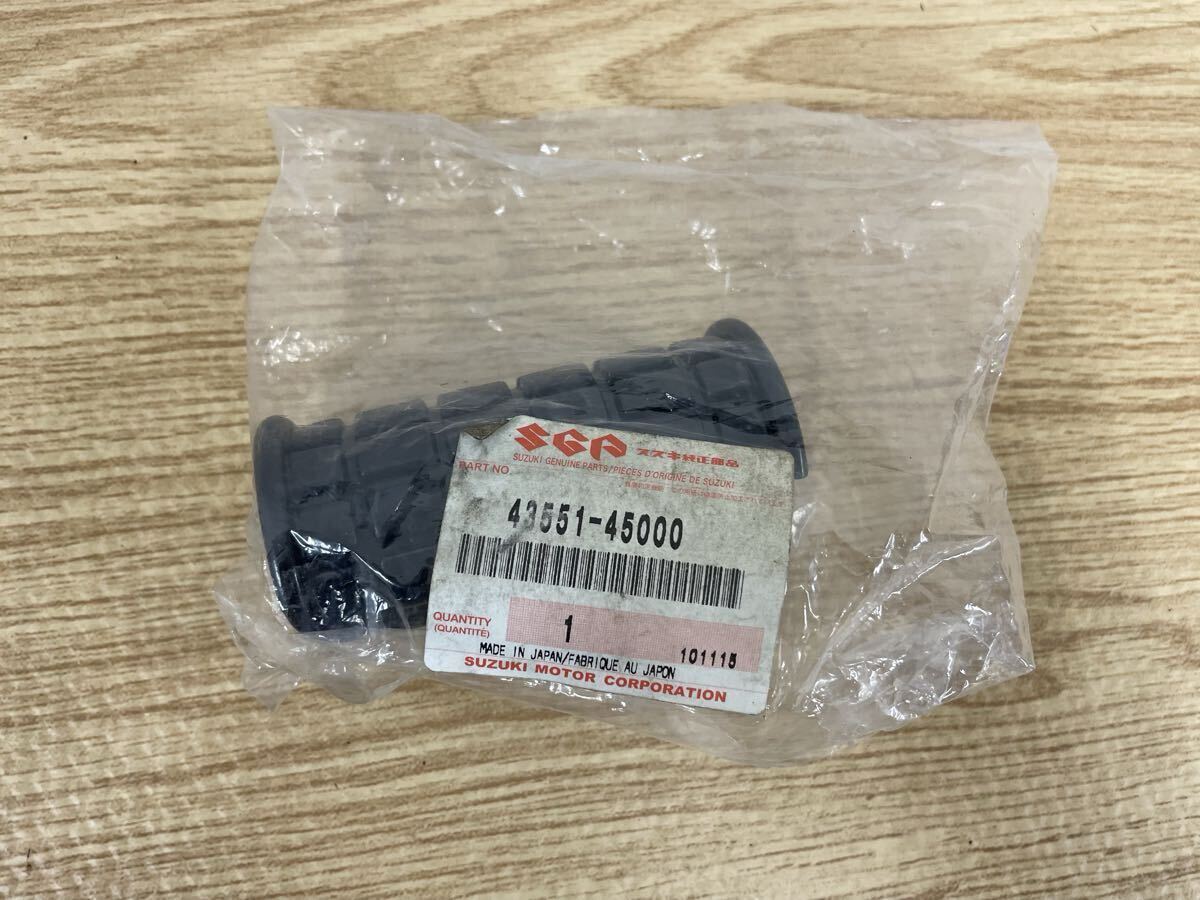 SGP スズキ純正部品
SUZUKI GENUINE PARTS/PIÈCES D'ORIGINE DE SUZUKI
PART NO
43551-45000
QUANTITY 1
(QUANTITÉ)
101115
MADE IN JAPAN/FABRIQUE AU JAPON
SUZUKI MOTOR CORPORATION